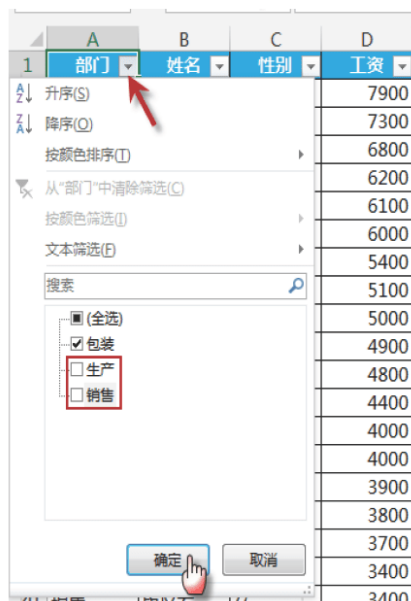 A B C D
1 部门 姓名 性别 工资
升序(S) 7900
降序(O) 7300
按颜色排序(T) 6800
从"部门"中清除筛选(C) 6200
按颜色筛选(I) 6100
文本筛选(F) 6000
5400
搜索 5100
(全选) 5000
包装 4900
生产 4800
销售 4400
4000
4000
3900
3800
3700
确定 取消 3400
3400